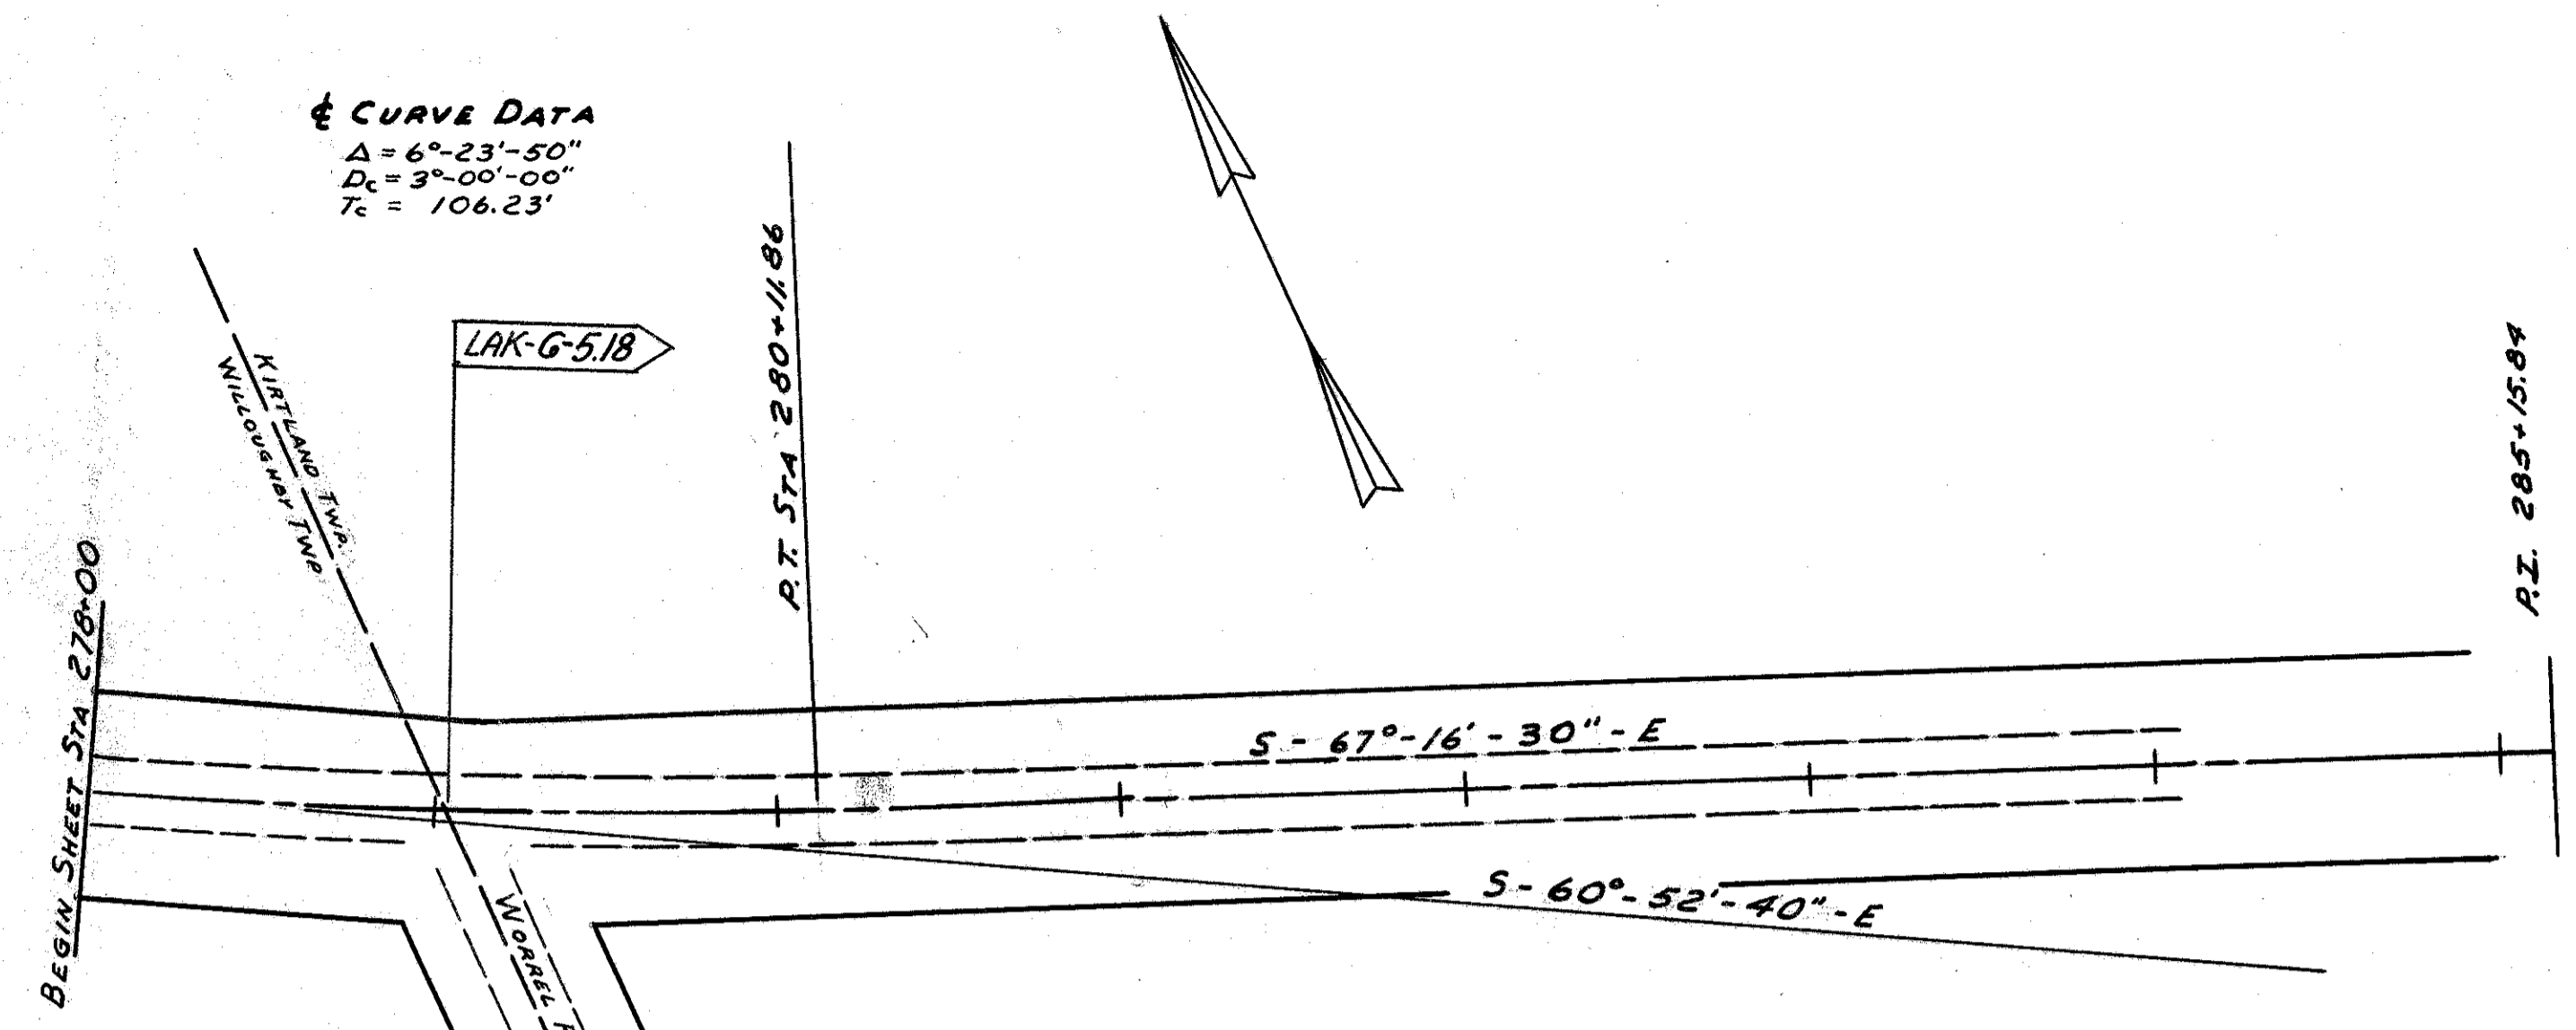 ℄ CURVE DATA
Δ = 6°-23'-50"
Dc = 3°-00'-00"
Tc = 106.23'
KIRTLAND TWP.
WILLOUGHBY TWP
LAK-G-5.18
P.T. STA 280+11.86
P.I. 285+15.84
BEGIN SHEET STA 278+00
S - 67°-16'-30" - E
S - 60°-52'-40" - E
WORREL